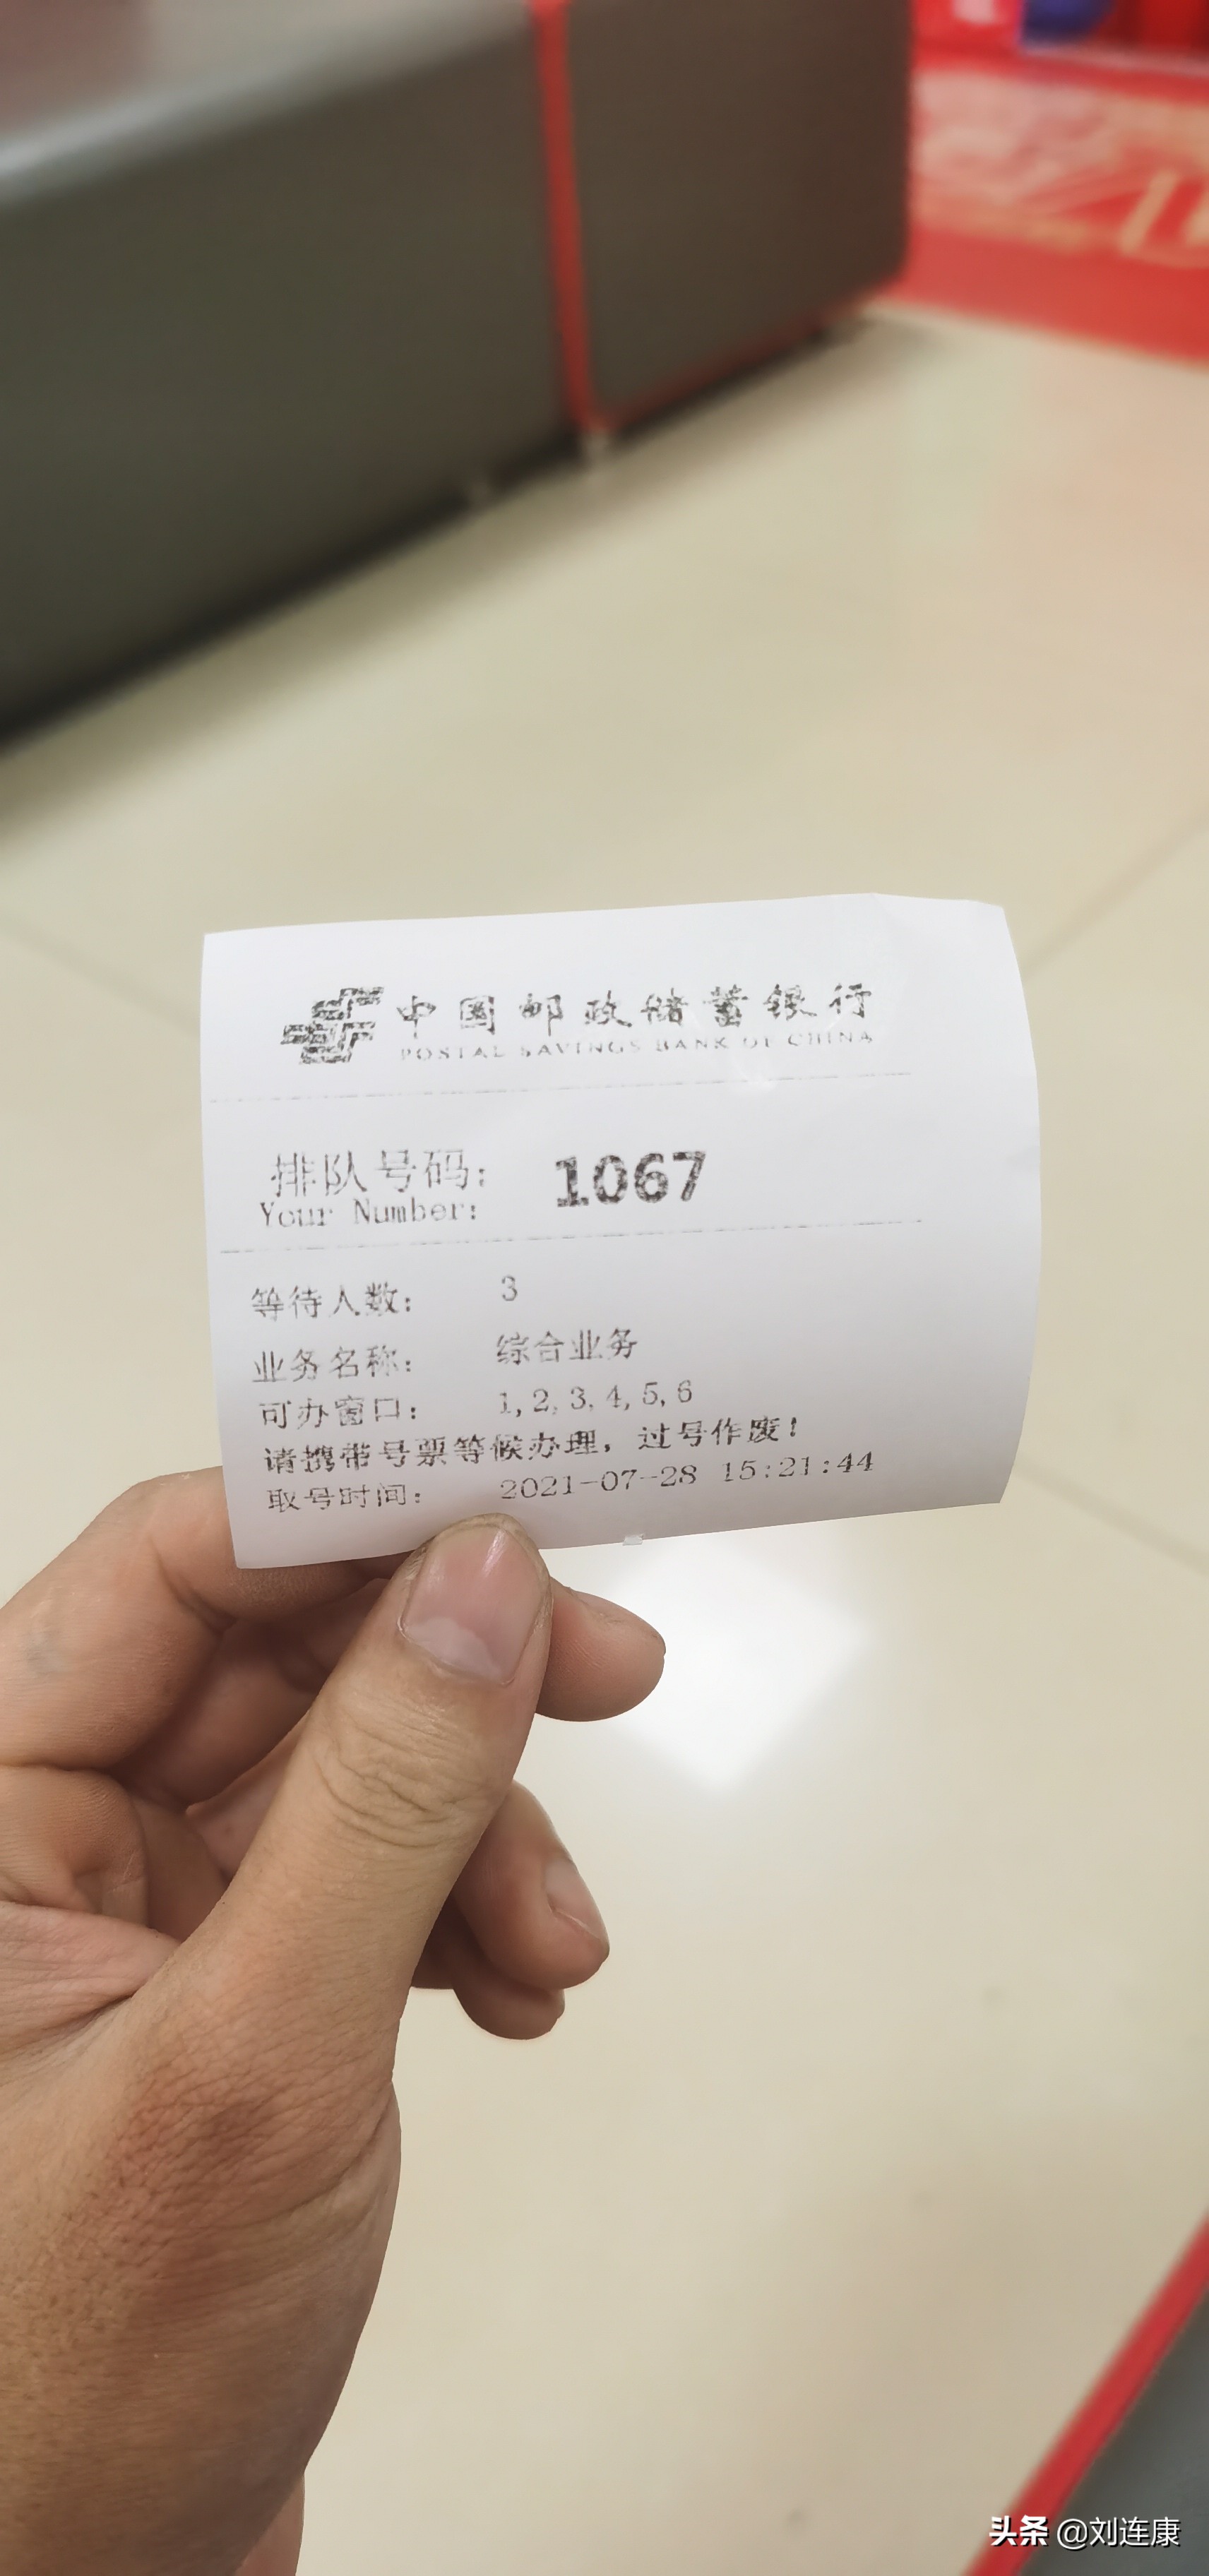 中国邮政储蓄银行
POSTAL SAVINGS BANK OF CHINA
排队号码: 1067
Your Number:
等待人数: 3
业务名称: 综合业务
可办窗口: 1,2,3,4,5,6
请携带号票等候办理，过号作废！
取号时间: 2021-07-28 15:21:44
头条 @刘连康